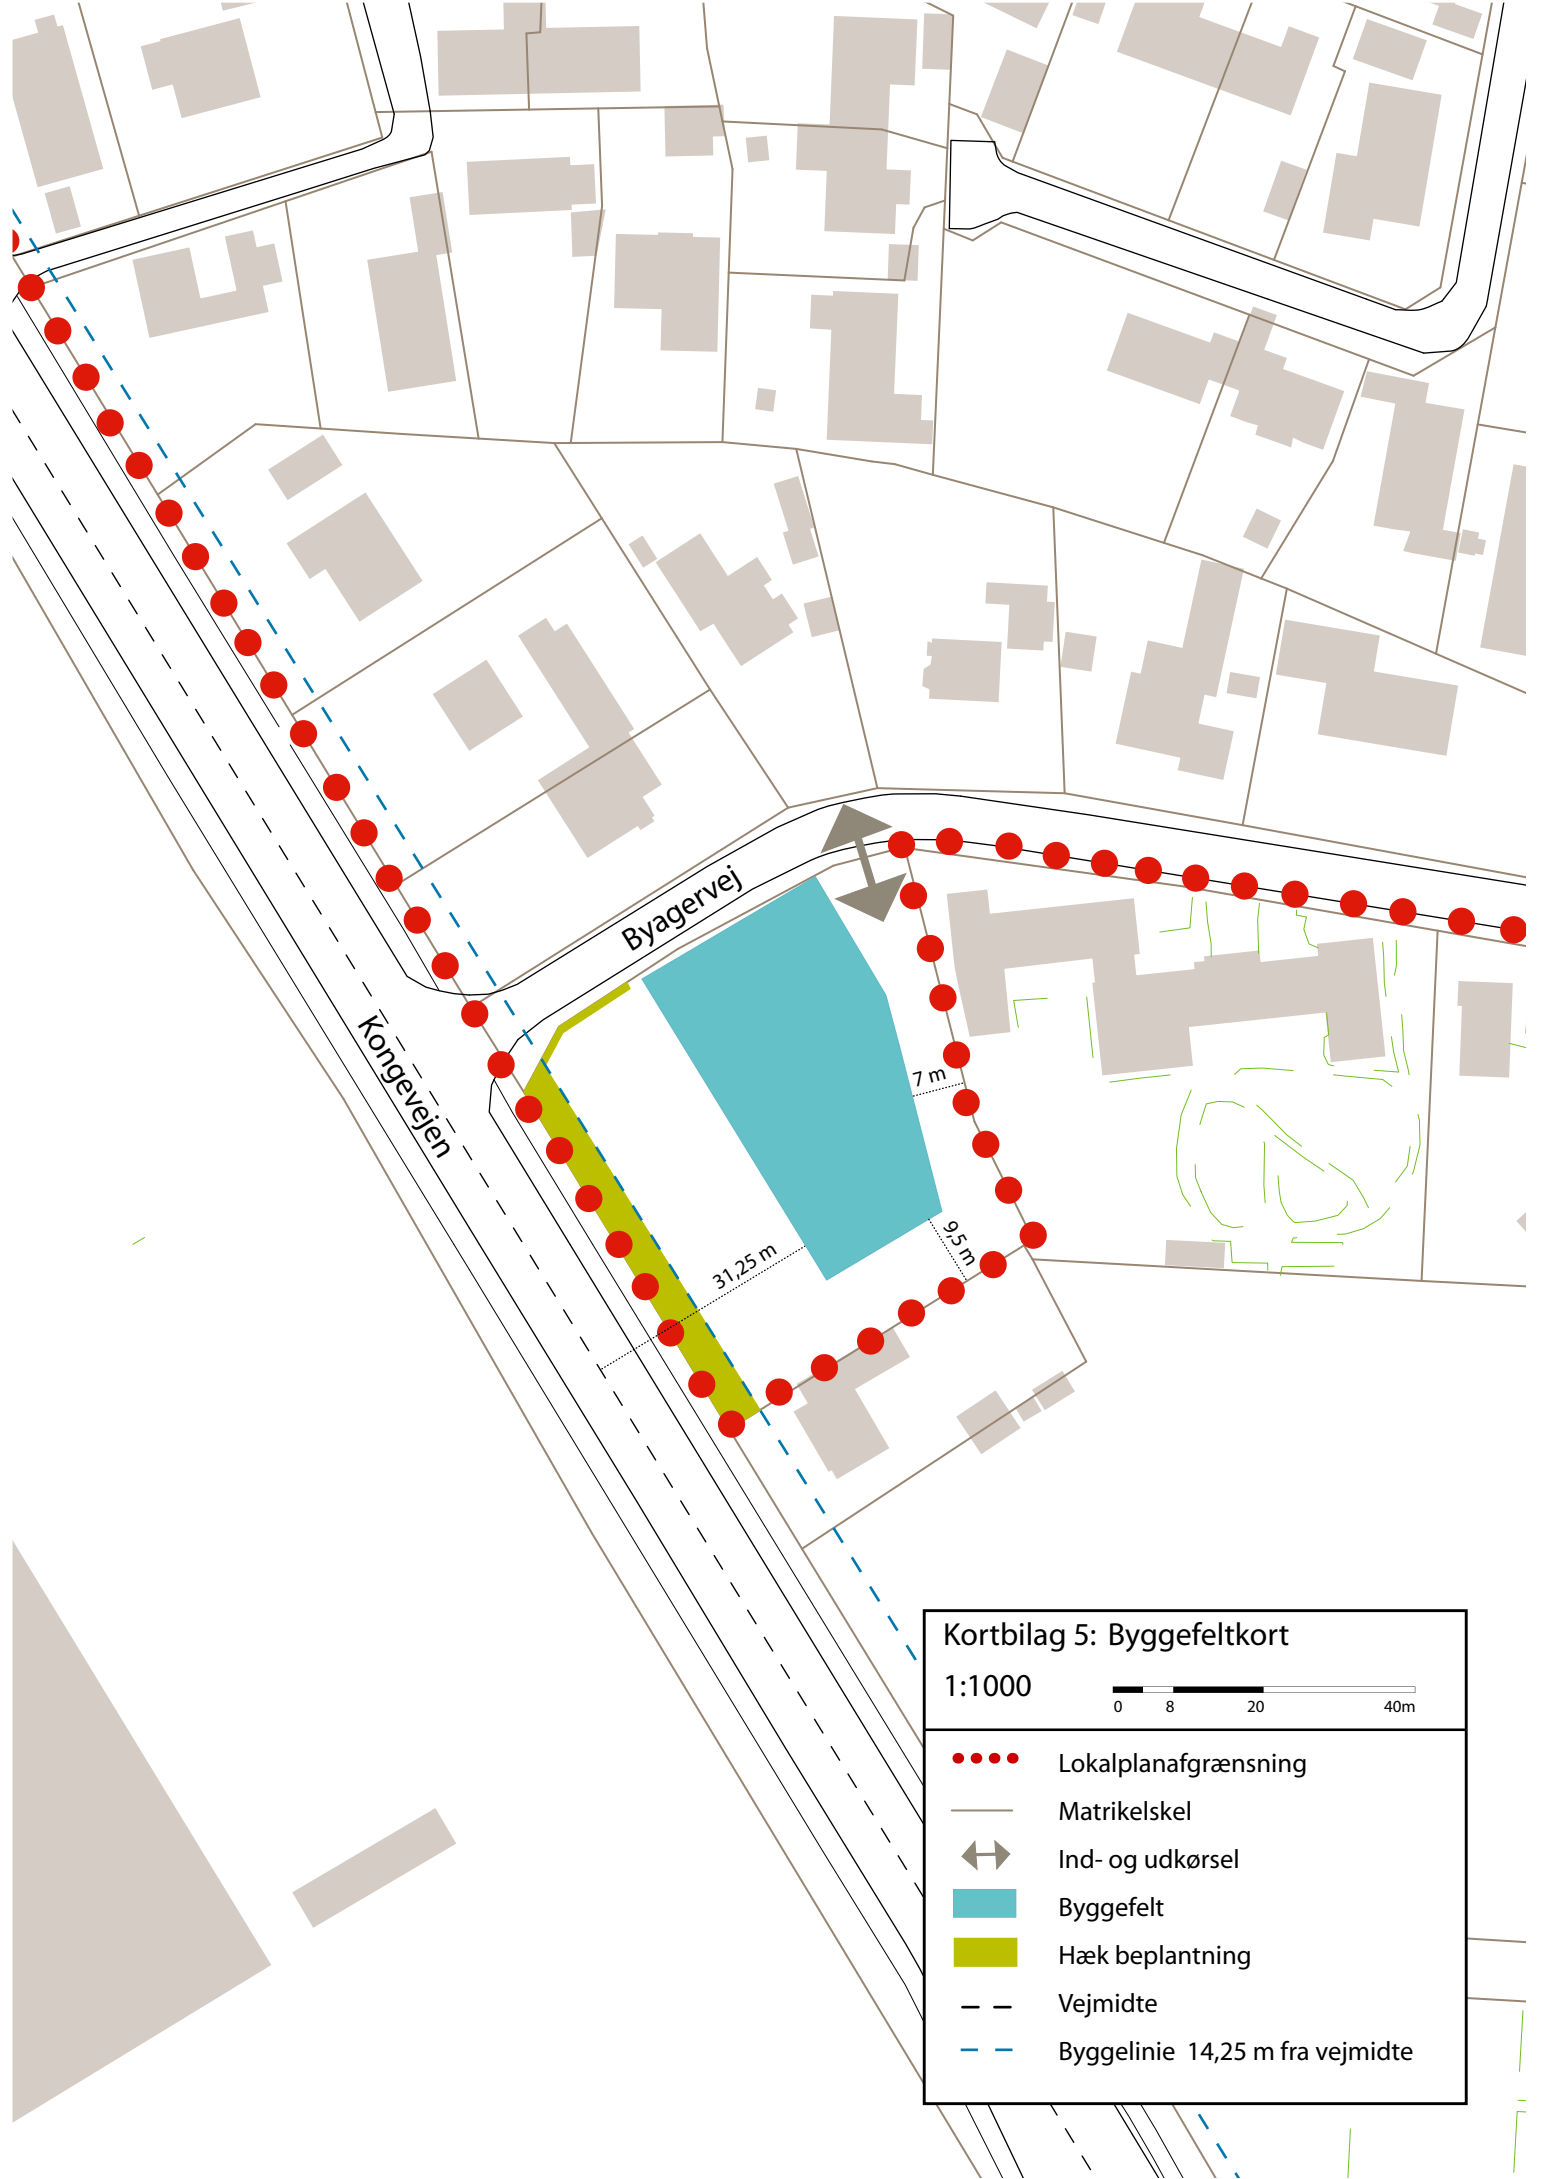 Byagervej
Kongevejen
7 m
9,5 m
31,25 m
Kortbilag 5: Byggefeltkort
1:1000
0 8 20 40m
Lokalplanafgrænsning
Matrikelskel
Ind- og udkørsel
Byggefelt
Hæk beplantning
Vejmidte
Byggelinie 14,25 m fra vejmidte